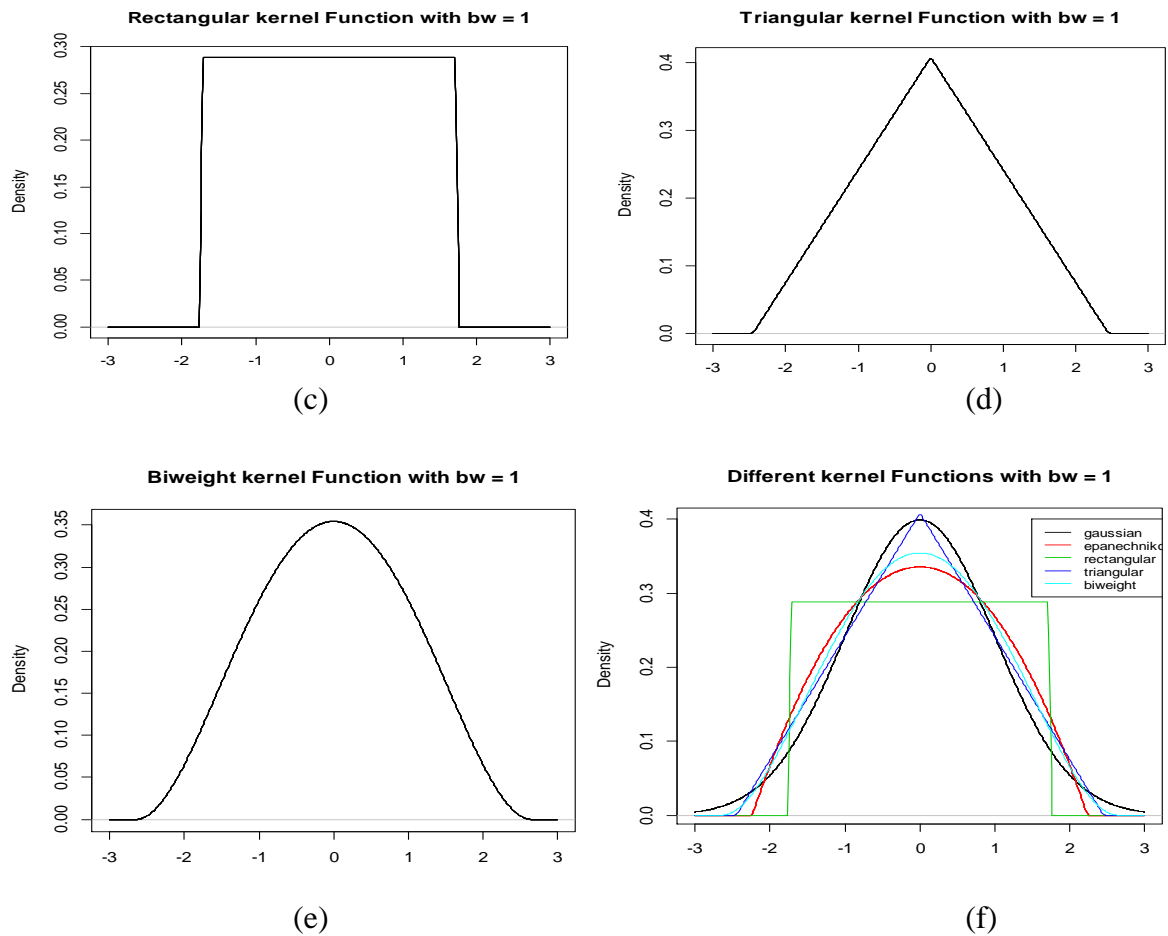 Rectangular kernel Function with bw = 1
Density
0.00 0.05 0.10 0.15 0.20 0.25 0.30
-3 -2 -1 0 1 2 3
(c)
Triangular kernel Function with bw = 1
Density
0.0 0.1 0.2 0.3 0.4
-3 -2 -1 0 1 2 3
(d)
Biweight kernel Function with bw = 1
Density
0.00 0.05 0.10 0.15 0.20 0.25 0.30 0.35
-3 -2 -1 0 1 2 3
(e)
Different kernel Functions with bw = 1
Density
0.0 0.1 0.2 0.3 0.4
gaussian
epanechniko
rectangular
triangular
biweight
-3 -2 -1 0 1 2 3
(f)